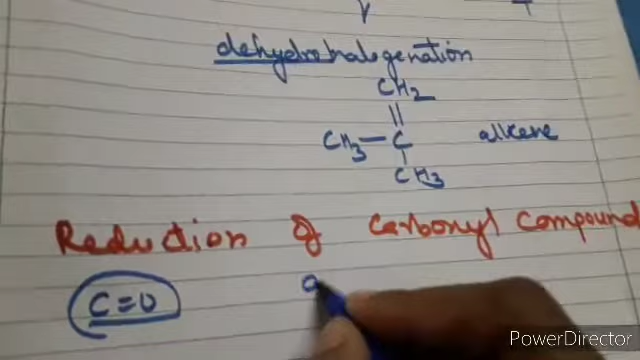 dehydrohalogenation
CH2
||
CH3-C alkene
CH3
Reduction of Carbonyl Compound
C=O
PowerDirector